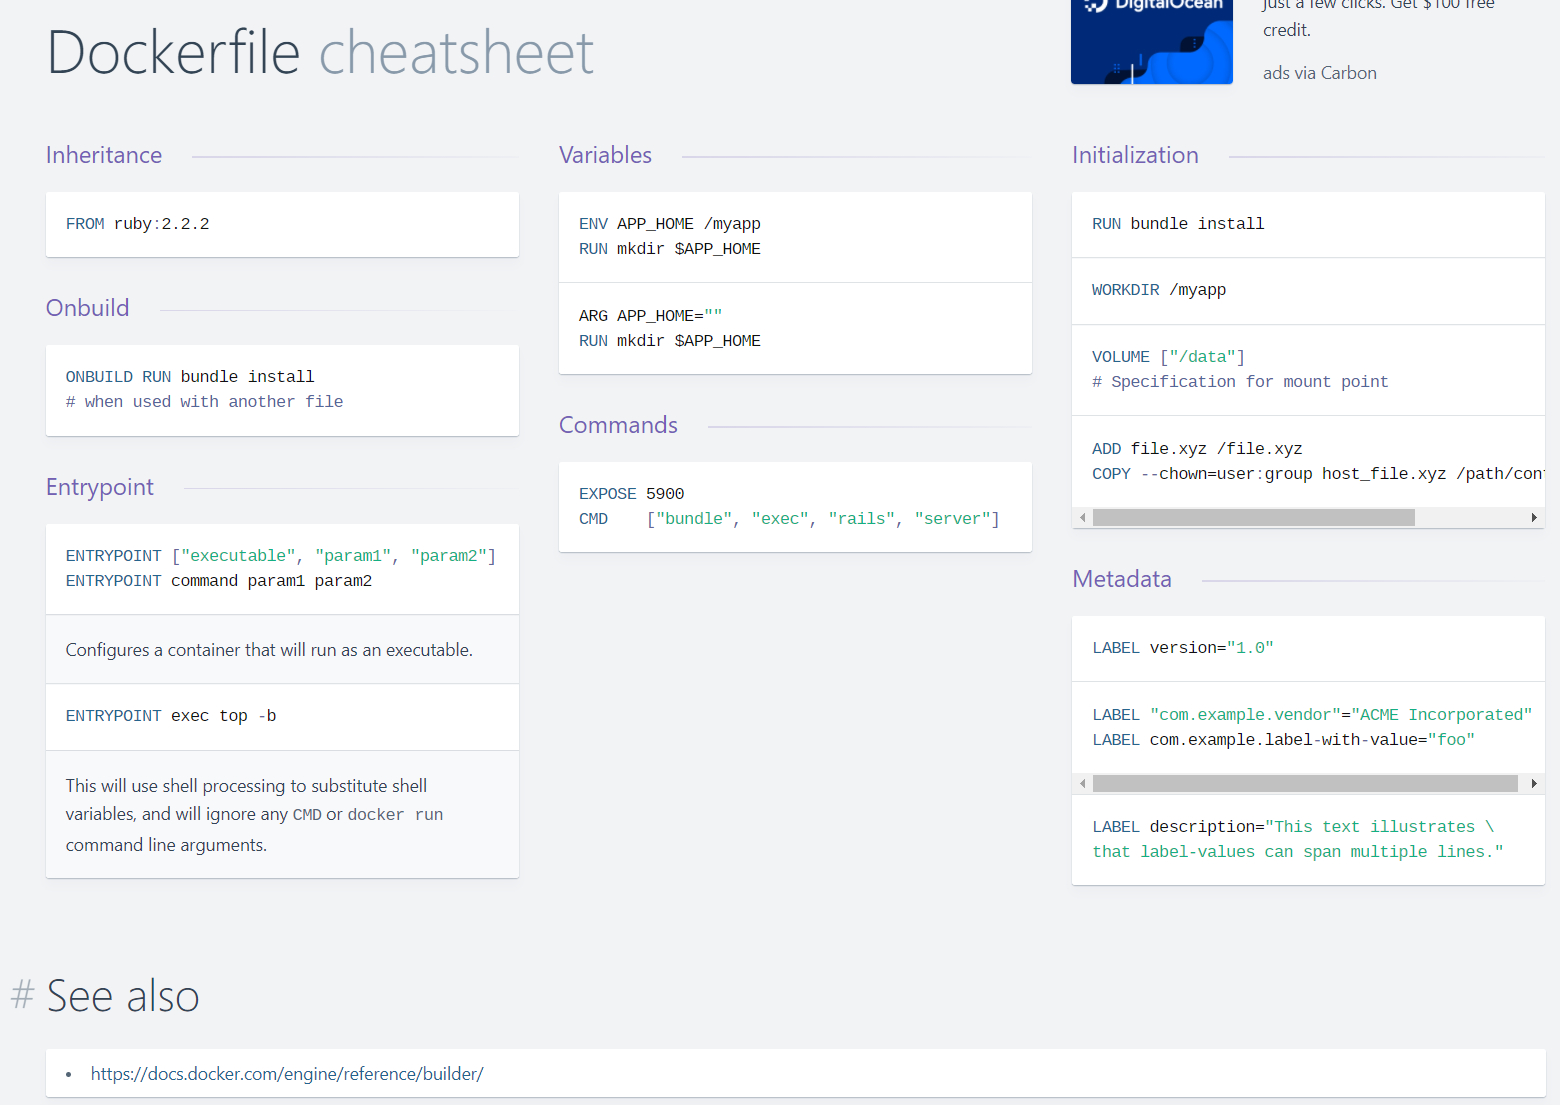 DigitalOcean
just a few clicks. Get $100 free
credit.
ads via Carbon
Dockerfile cheatsheet
Inheritance
FROM ruby:2.2.2
Onbuild
ONBUILD RUN bundle install
# when used with another file
Entrypoint
ENTRYPOINT ["executable", "param1", "param2"]
ENTRYPOINT command param1 param2
Configures a container that will run as an executable.
ENTRYPOINT exec top -b
This will use shell processing to substitute shell
variables, and will ignore any CMD or docker run
command line arguments.
Variables
ENV APP_HOME /myapp
RUN mkdir $APP_HOME
ARG APP_HOME=""
RUN mkdir $APP_HOME
Commands
EXPOSE 5900
CMD    ["bundle", "exec", "rails", "server"]
Initialization
RUN bundle install
WORKDIR /myapp
VOLUME ["/data"]
# Specification for mount point
ADD file.xyz /file.xyz
COPY --chown=user:group host_file.xyz /path/con
Metadata
LABEL version="1.0"
LABEL "com.example.vendor"="ACME Incorporated"
LABEL com.example.label-with-value="foo"
LABEL description="This text illustrates \
that label-values can span multiple lines."
# See also
• https://docs.docker.com/engine/reference/builder/